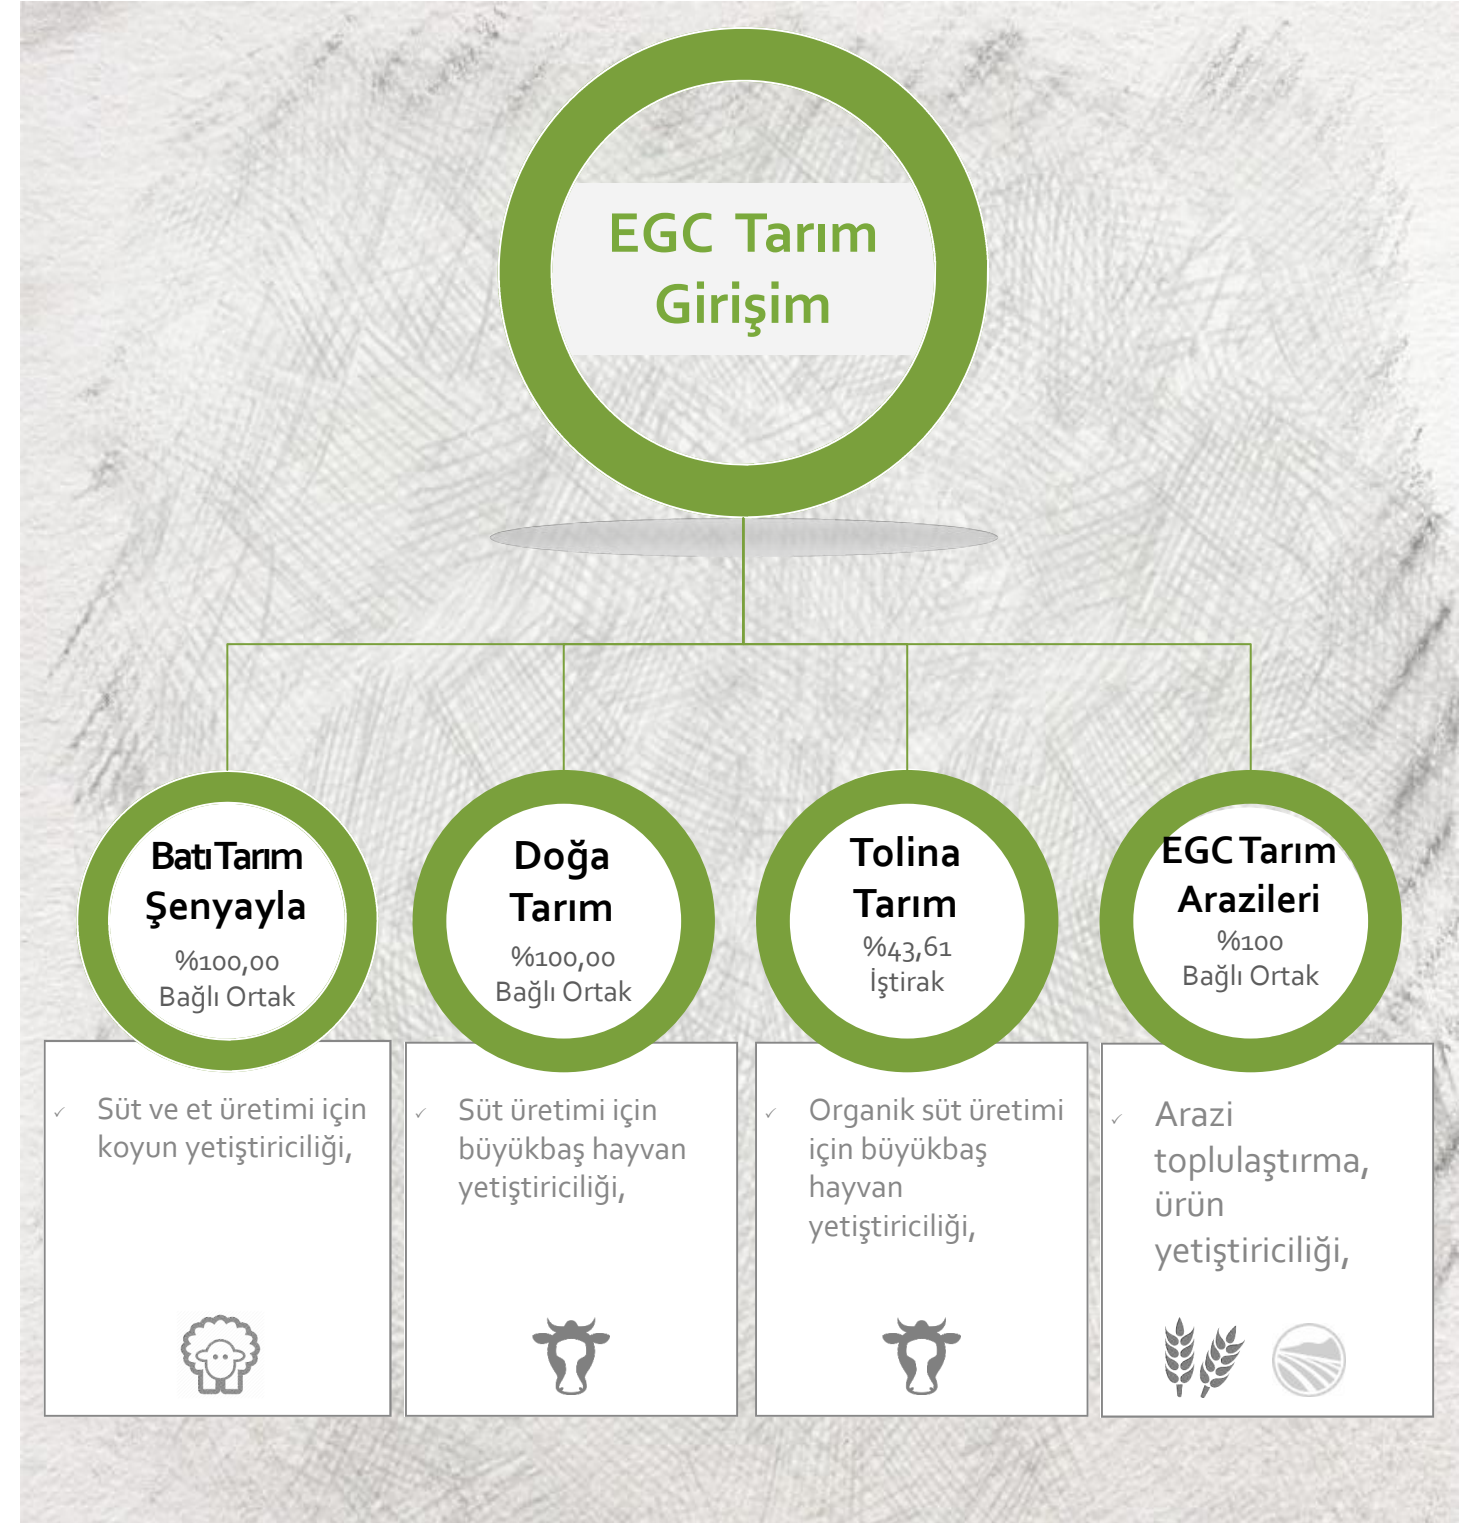 EGC Tarım
Girişim
Batı Tarım
Şenyayla
%100,00
Bağlı Ortak
✓ Süt ve et üretimi için
koyun yetiştiriciliği,
Doğa
Tarım
%100,00
Bağlı Ortak
✓ Süt üretimi için
büyükbaş hayvan
yetiştiriciliği,
Tolina
Tarım
%43,61
İştirak
✓ Organik süt üretimi
için büyükbaş
hayvan
yetiştiriciliği,
EGC Tarım
Arazileri
%100
Bağlı Ortak
✓ Arazi
toplulaştırma,
ürün
yetiştiriciliği,